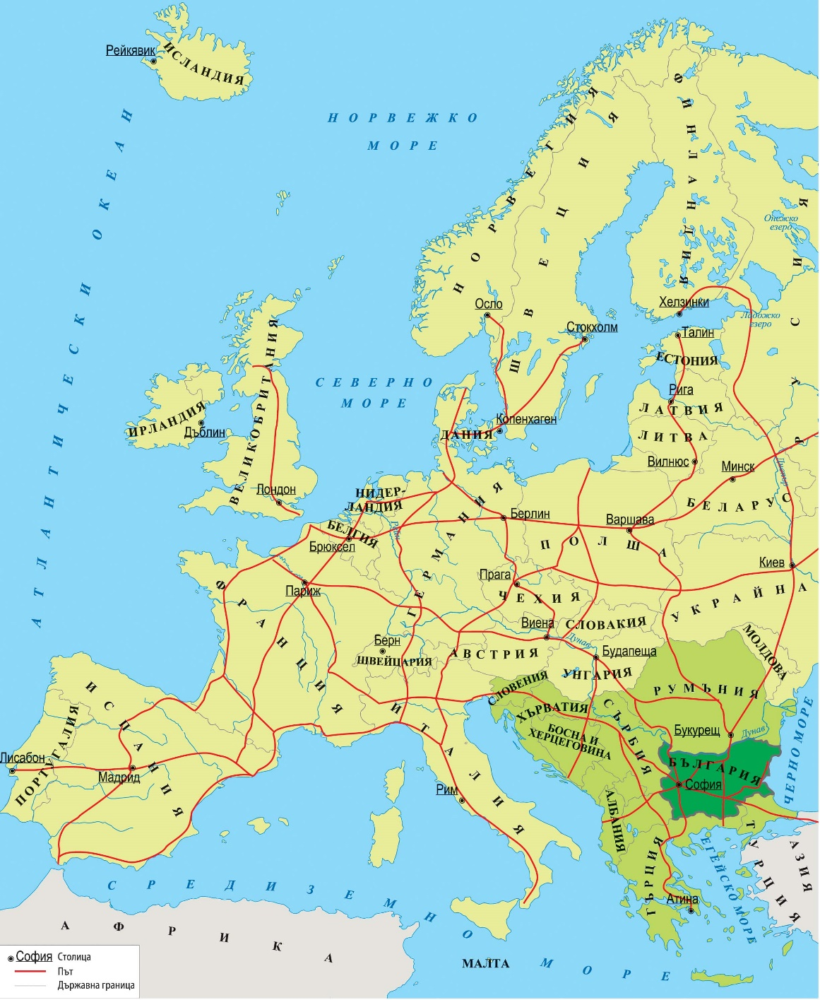 Рейкявик
ИСЛАНДИЯ
НОРВЕЖКО
МОРЕ
АТЛАНТИЧЕСКИ ОКЕАН
НОРВЕГИЯ
ШВЕЦИЯ
ФИНЛАНДИЯ
Онежко
езеро
Ладожко
езеро
Осло
Стокхолм
Хелзинки
Талин
ЕСТОНИЯ
РУСИЯ
СЕВЕРНО
МОРЕ
Рига
ЛАТВИЯ
ЛИТВА
Вилнюс
Минск
БЕЛАРУС
Днепър
ИРЛАНДИЯ
Дъблин
ВЕЛИКОБРИТАНИЯ
Лондон
Копенхаген
ДАНИЯ
НИДЕР-
ЛАНДИЯ
БЕЛГИЯ
Брюксел
Рейн
ГЕРМАНИЯ
Берлин
Варшава
ПОЛША
Киев
УКРАЙНА
Париж
ФРАНЦИЯ
Прага
ЧЕХИЯ
Виена
СЛОВАКИЯ
Дунав
Будапеща
Берн
ШВЕЙЦАРИЯ
АВСТРИЯ
УНГАРИЯ
МОЛДОВА
РУМЪНИЯ
СЛОВЕНИЯ
ХЪРВАТИЯ
БОСНА И
ХЕРЦЕГОВИНА
СЪРБИЯ
Букурещ
Дунав
ЧЕРНО МОРЕ
БЪЛГАРИЯ
София
ИСПАНИЯ
ПОРТУГАЛИЯ
Лисабон
Мадрид
ИТАЛИЯ
Рим
АЛБАНИЯ
ГЪРЦИЯ
Атина
ЕГЕЙСКО МОРЕ
ТУРЦИЯ
АЗИЯ
СРЕДИЗЕМНО МОРЕ
АФРИКА
МАЛТА
София Столица
Път
Държавна граница